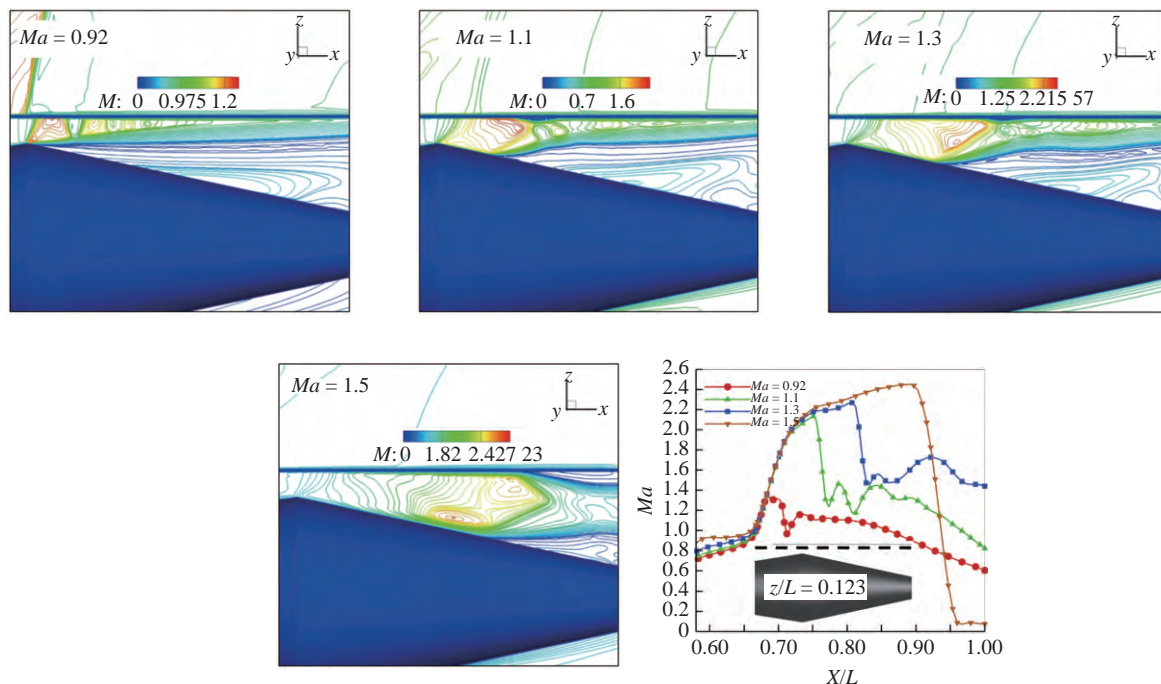 Ma = 0.92
z
y
x
M: 0 0.975 1.2
Ma = 1.1
z
y
x
M: 0 0.7 1.6
Ma = 1.3
z
y
x
M: 0 1.25 2.215 57
Ma = 1.5
z
y
x
M: 0 1.82 2.427 23
2.6
2.4
2.2
2.0
1.8
1.6
1.4
1.2
1.0
0.8
0.6
0.4
0.2
0
Ma
Ma = 0.92
Ma = 1.1
Ma = 1.3
Ma = 1.5
z/L = 0.123
0.60 0.70 0.80 0.90 1.00
X/L